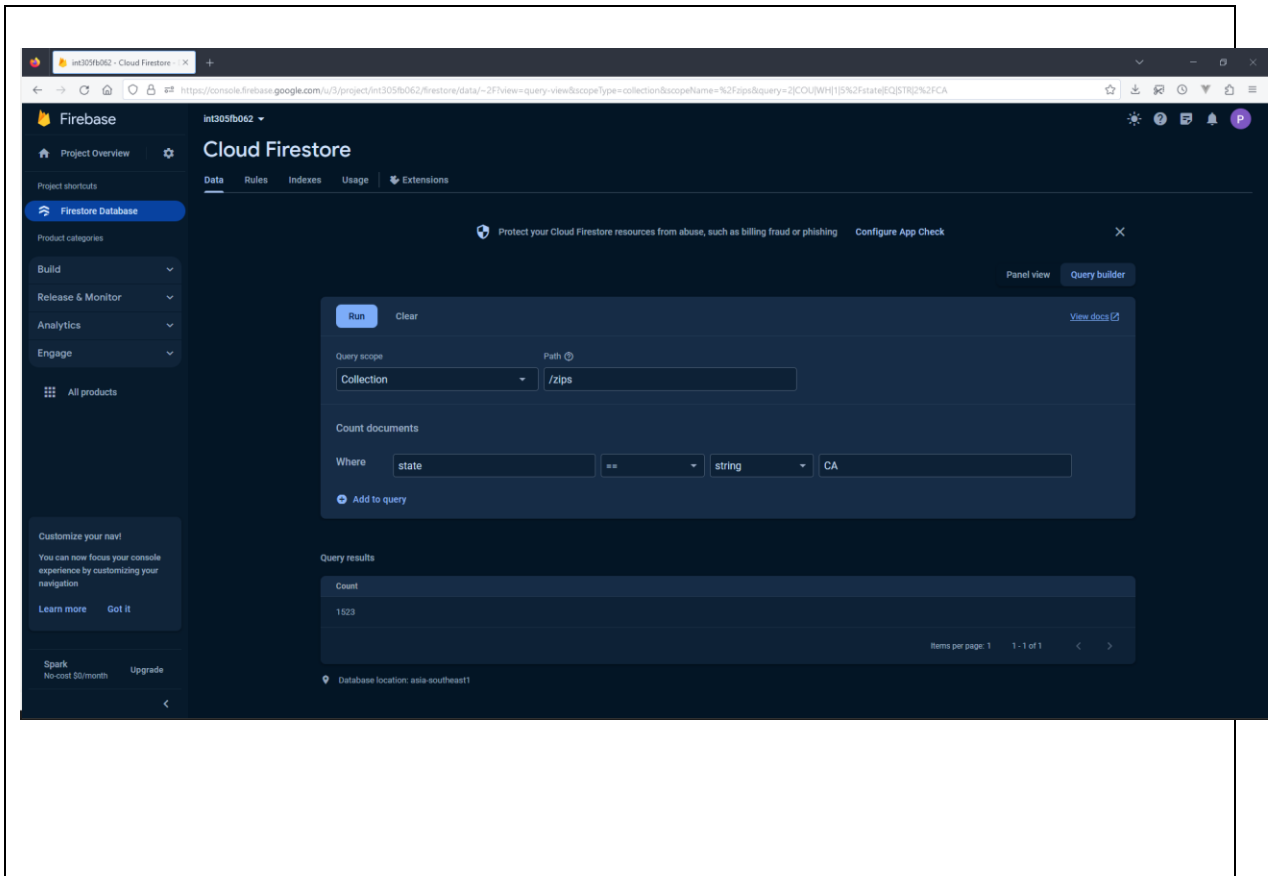 int305fb062 - Cloud Firestore -
https://console.firebase.google.com/u/3/project/int305fb062/firestore/data/~2F?view=query-view&scopeType=collection&scopeName=%2Fzips&query=2|COU|WH|1|5%2Fstate|EQ|STR|2%2FCA
Firebase
int305fb062
P
Project Overview
Cloud Firestore
Data Rules Indexes Usage Extensions
Project shortcuts
Firestore Database
Product categories
Protect your Cloud Firestore resources from abuse, such as billing fraud or phishing Configure App Check
Build
Panel view Query builder
Release & Monitor
Run Clear View docs
Analytics
Engage
Query scope Path
Collection /zips
All products
Count documents
Where state == string CA
Add to query
Customize your nav!
You can now focus your console
experience by customizing your
navigation
Learn more Got it
Query results
Count
1523
Items per page: 1 1 - 1 of 1
Spark
No-cost $0/month
Upgrade
Database location: asia-southeast1